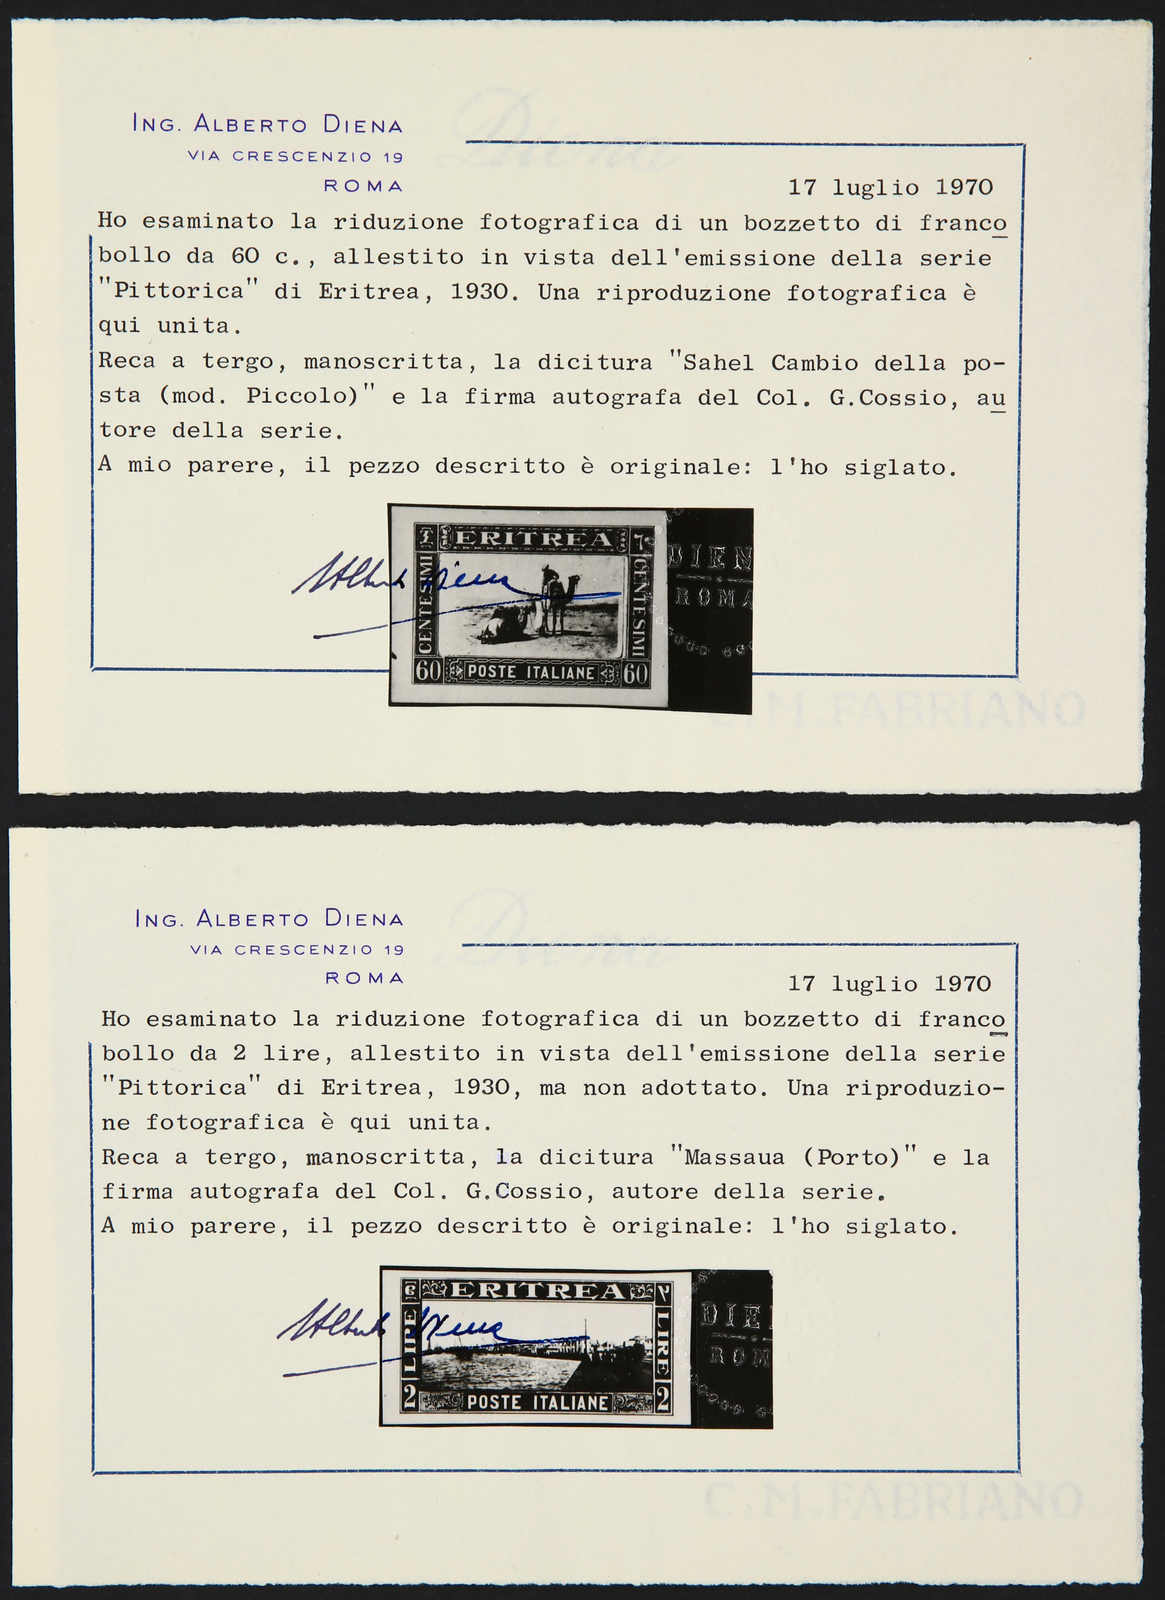 Diena
ING. ALBERTO DIENA
VIA CRESCENZIO 19
ROMA
17 luglio 1970
Ho esaminato la riduzione fotografica di un bozzetto di franco
bollo da 60 c., allestito in vista dell'emissione della serie
"Pittorica" di Eritrea, 1930. Una riproduzione fotografica è
qui unita.
Reca a tergo, manoscritta, la dicitura "Sahel Cambio della po-
sta (mod. Piccolo)" e la firma autografa del Col. G.Cossio, au
tore della serie.
A mio parere, il pezzo descritto è originale: l'ho siglato.
ERITREA
CENTESIMI
CENTESIMI
60 POSTE ITALIANE 60
DIEN
ROMA
Alberto Diena
C.M.FABRIANO
Diena
ING. ALBERTO DIENA
VIA CRESCENZIO 19
ROMA
17 luglio 1970
Ho esaminato la riduzione fotografica di un bozzetto di franco
bollo da 2 lire, allestito in vista dell'emissione della serie
"Pittorica" di Eritrea, 1930, ma non adottato. Una riproduzio-
ne fotografica è qui unita.
Reca a tergo, manoscritta, la dicitura "Massaua (Porto)" e la
firma autografa del Col. G.Cossio, autore della serie.
A mio parere, il pezzo descritto è originale: l'ho siglato.
ERITREA
LIRE
LIRE
2 POSTE ITALIANE 2
DIE
ROM
Alberto Diena
C.M.FABRIANO